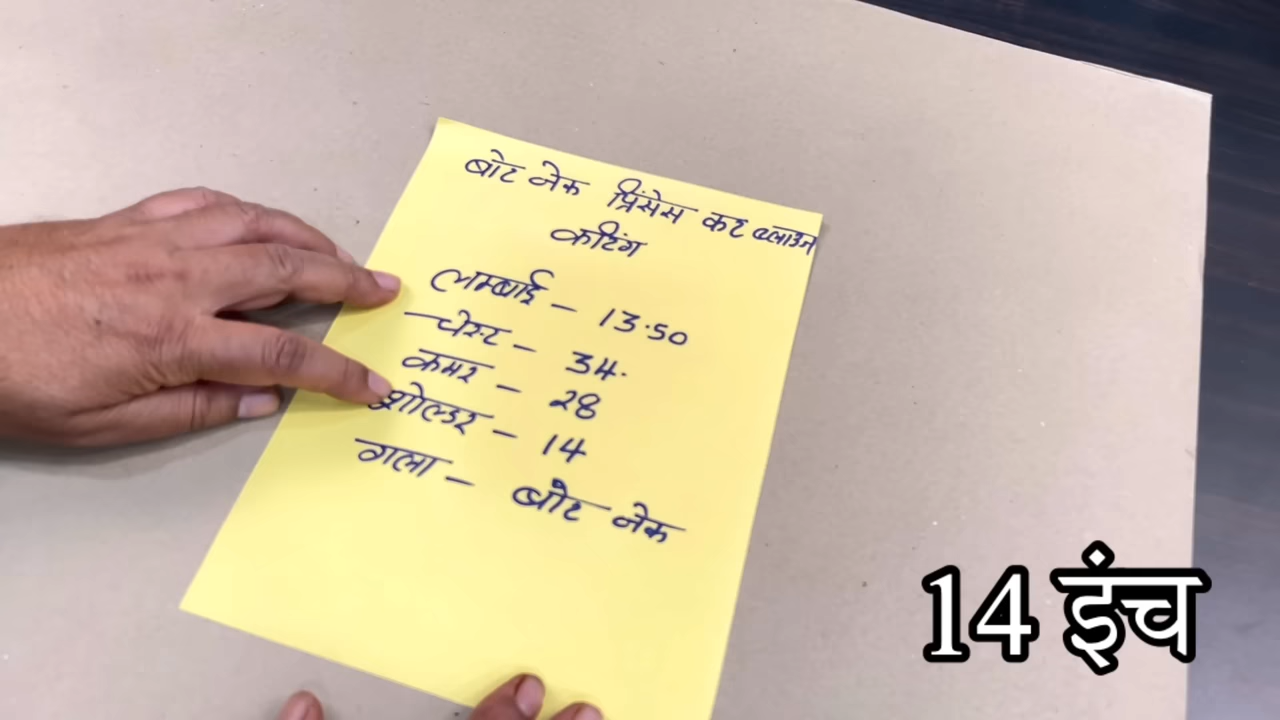 बोट नेक प्रिंसेस कट ब्लाउज
कटिंग
लम्बाई - 13.50
चेस्ट - 34.
कमर - 28
शोल्डर - 14
गला - बोट नेक
14 इंच